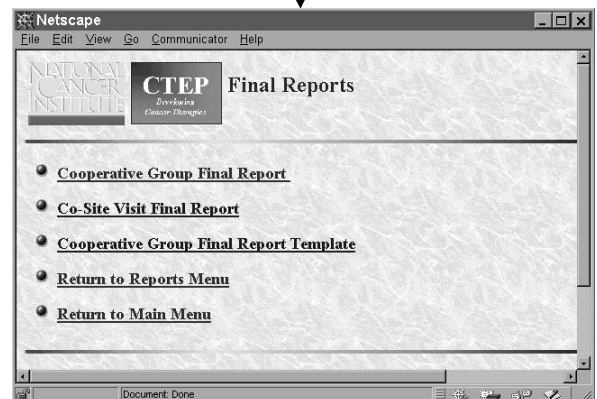 Netscape
File Edit View Go Communicator Help
NATIONAL
CANCER
INSTITUTE
CTEP
Developing
Cancer Therapies
Final Reports
Cooperative Group Final Report
Co-Site Visit Final Report
Cooperative Group Final Report Template
Return to Reports Menu
Return to Main Menu
Document: Done